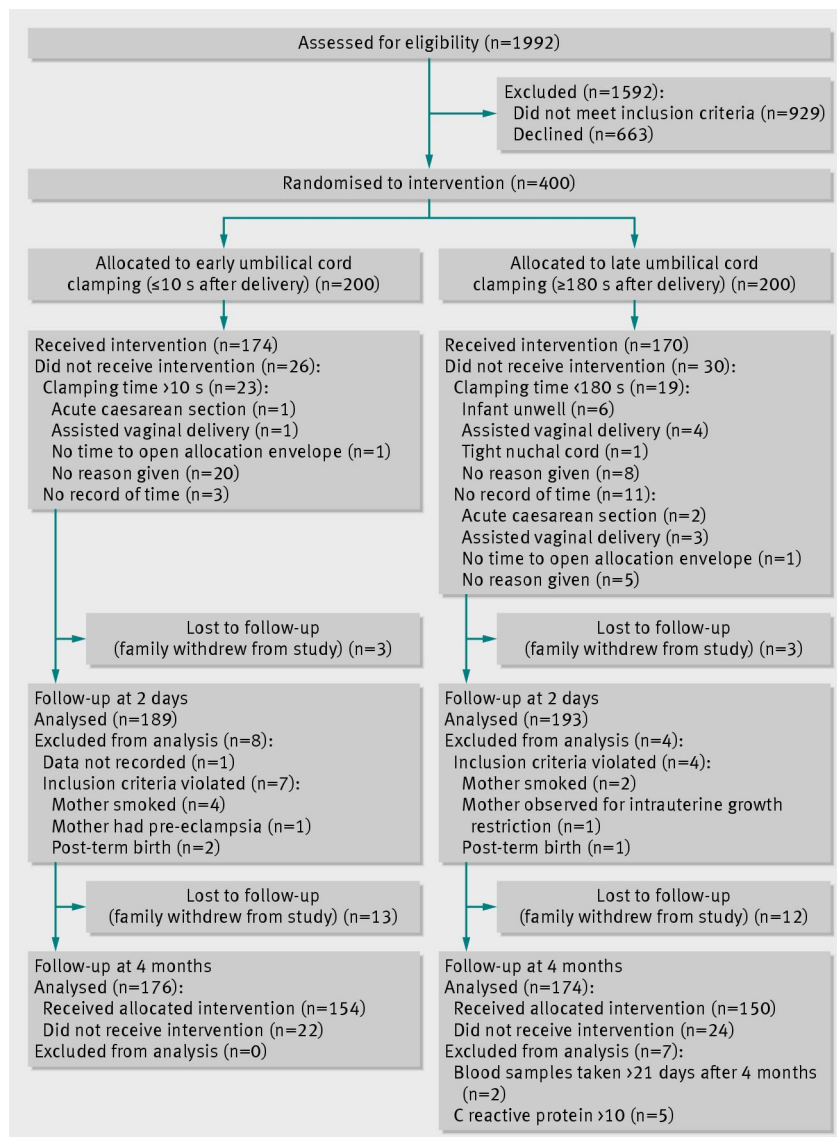 Assessed for eligibility (n=1992)
Excluded (n=1592):
Did not meet inclusion criteria (n=929)
Declined (n=663)
Randomised to intervention (n=400)
Allocated to early umbilical cord
clamping (≤10 s after delivery) (n=200)
Allocated to late umbilical cord
clamping (≥180 s after delivery) (n=200)
Received intervention (n=174)
Did not receive intervention (n=26):
Clamping time >10 s (n=23):
Acute caesarean section (n=1)
Assisted vaginal delivery (n=1)
No time to open allocation envelope (n=1)
No reason given (n=20)
No record of time (n=3)
Received intervention (n=170)
Did not receive intervention (n= 30):
Clamping time <180 s (n=19):
Infant unwell (n=6)
Assisted vaginal delivery (n=4)
Tight nuchal cord (n=1)
No reason given (n=8)
No record of time (n=11):
Acute caesarean section (n=2)
Assisted vaginal delivery (n=3)
No time to open allocation envelope (n=1)
No reason given (n=5)
Lost to follow-up
(family withdrew from study) (n=3)
Lost to follow-up
(family withdrew from study) (n=3)
Follow-up at 2 days
Analysed (n=189)
Excluded from analysis (n=8):
Data not recorded (n=1)
Inclusion criteria violated (n=7):
Mother smoked (n=4)
Mother had pre-eclampsia (n=1)
Post-term birth (n=2)
Follow-up at 2 days
Analysed (n=193)
Excluded from analysis (n=4):
Inclusion criteria violated (n=4):
Mother smoked (n=2)
Mother observed for intrauterine growth
restriction (n=1)
Post-term birth (n=1)
Lost to follow-up
(family withdrew from study) (n=13)
Lost to follow-up
(family withdrew from study) (n=12)
Follow-up at 4 months
Analysed (n=176):
Received allocated intervention (n=154)
Did not receive intervention (n=22)
Excluded from analysis (n=0)
Follow-up at 4 months
Analysed (n=174):
Received allocated intervention (n=150)
Did not receive intervention (n=24)
Excluded from analysis (n=7):
Blood samples taken >21 days after 4 months
(n=2)
C reactive protein >10 (n=5)